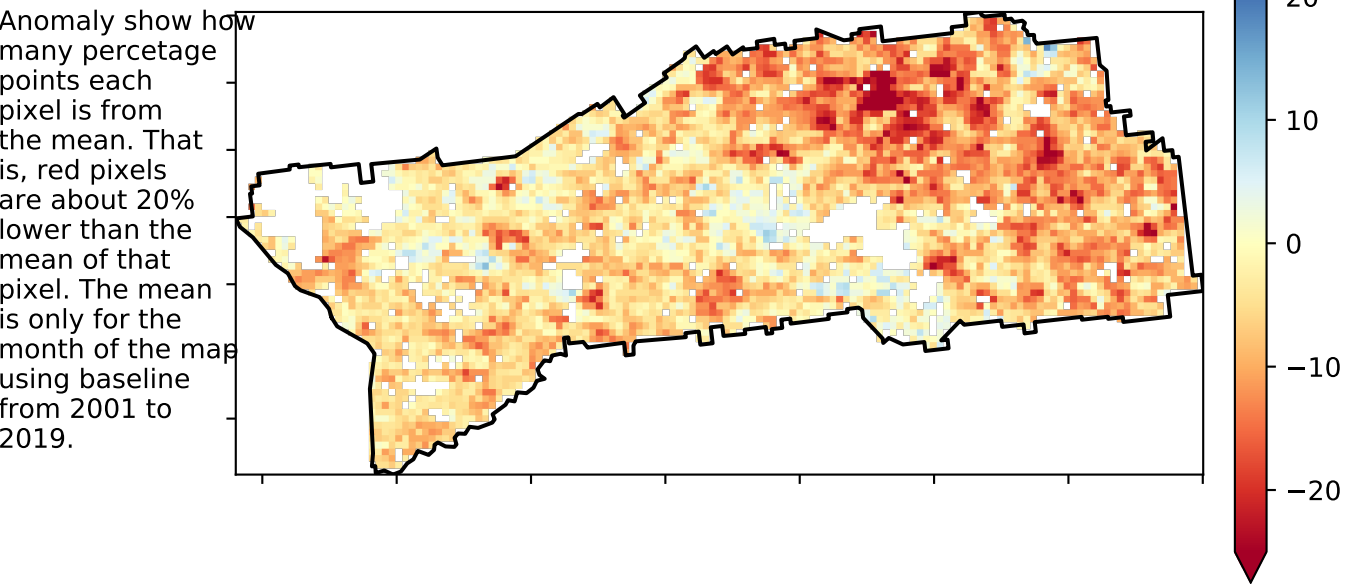 Anomaly show how
many percetage
points each
pixel is from
the mean. That
is, red pixels
are about 20%
lower than the
mean of that
pixel. The mean
is only for the
month of the map
using baseline
from 2001 to
2019.
20
10
0
−10
−20